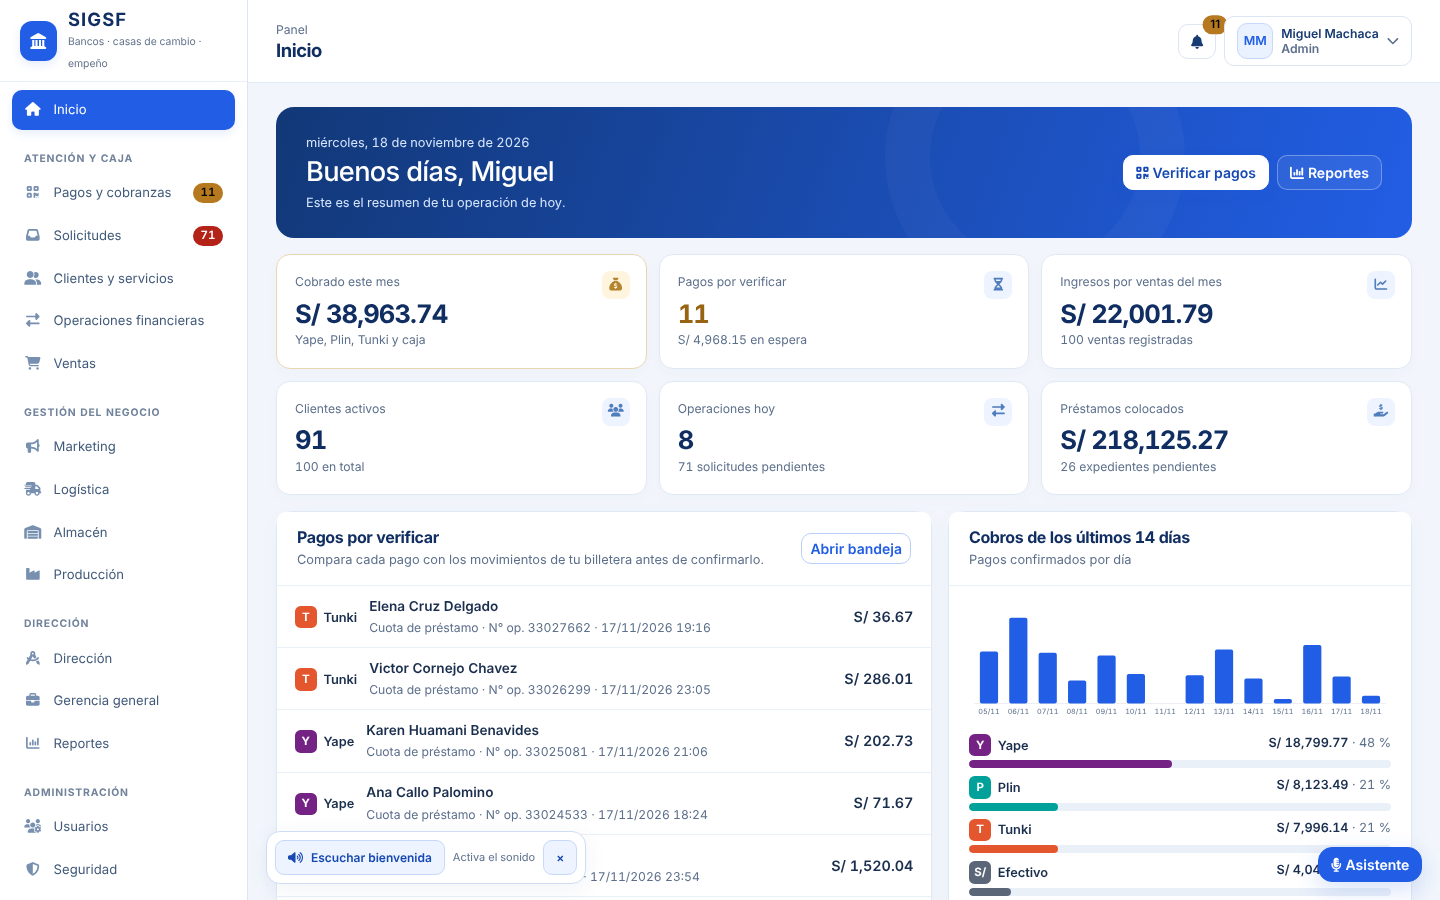 SIGSF
Bancos · casas de cambio ·
empeño
Inicio
ATENCIÓN Y CAJA
Pagos y cobranzas 11
Solicitudes 71
Clientes y servicios
Operaciones financieras
Ventas
GESTIÓN DEL NEGOCIO
Marketing
Logística
Almacén
Producción
DIRECCIÓN
Dirección
Gerencia general
Reportes
ADMINISTRACIÓN
Usuarios
Seguridad
Panel
Inicio
11
MM
Miguel Machaca
Admin
miércoles, 18 de noviembre de 2026
Buenos días, Miguel
Este es el resumen de tu operación de hoy.
Verificar pagos
Reportes
Cobrado este mes
S/ 38,963.74
Yape, Plin, Tunki y caja
Pagos por verificar
11
S/ 4,968.15 en espera
Ingresos por ventas del mes
S/ 22,001.79
100 ventas registradas
Clientes activos
91
100 en total
Operaciones hoy
8
71 solicitudes pendientes
Préstamos colocados
S/ 218,125.27
26 expedientes pendientes
Pagos por verificar
Compara cada pago con los movimientos de tu billetera antes de confirmarlo.
Abrir bandeja
T Tunki
Elena Cruz Delgado
Cuota de préstamo · N° op. 33027662 · 17/11/2026 19:16
S/ 36.67
T Tunki
Victor Cornejo Chavez
Cuota de préstamo · N° op. 33026299 · 17/11/2026 23:05
S/ 286.01
Y Yape
Karen Huamani Benavides
Cuota de préstamo · N° op. 33025081 · 17/11/2026 21:06
S/ 202.73
Y Yape
Ana Callo Palomino
Cuota de préstamo · N° op. 33024533 · 17/11/2026 18:24
S/ 71.67
· 17/11/2026 23:54
S/ 1,520.04
Escuchar bienvenida
Activa el sonido
×
Cobros de los últimos 14 días
Pagos confirmados por día
05/11 06/11 07/11 08/11 09/11 10/11 11/11 12/11 13/11 14/11 15/11 16/11 17/11 18/11
Y Yape S/ 18,799.77 · 48 %
P Plin S/ 8,123.49 · 21 %
T Tunki S/ 7,996.14 · 21 %
S/ Efectivo S/ 4,04
Asistente